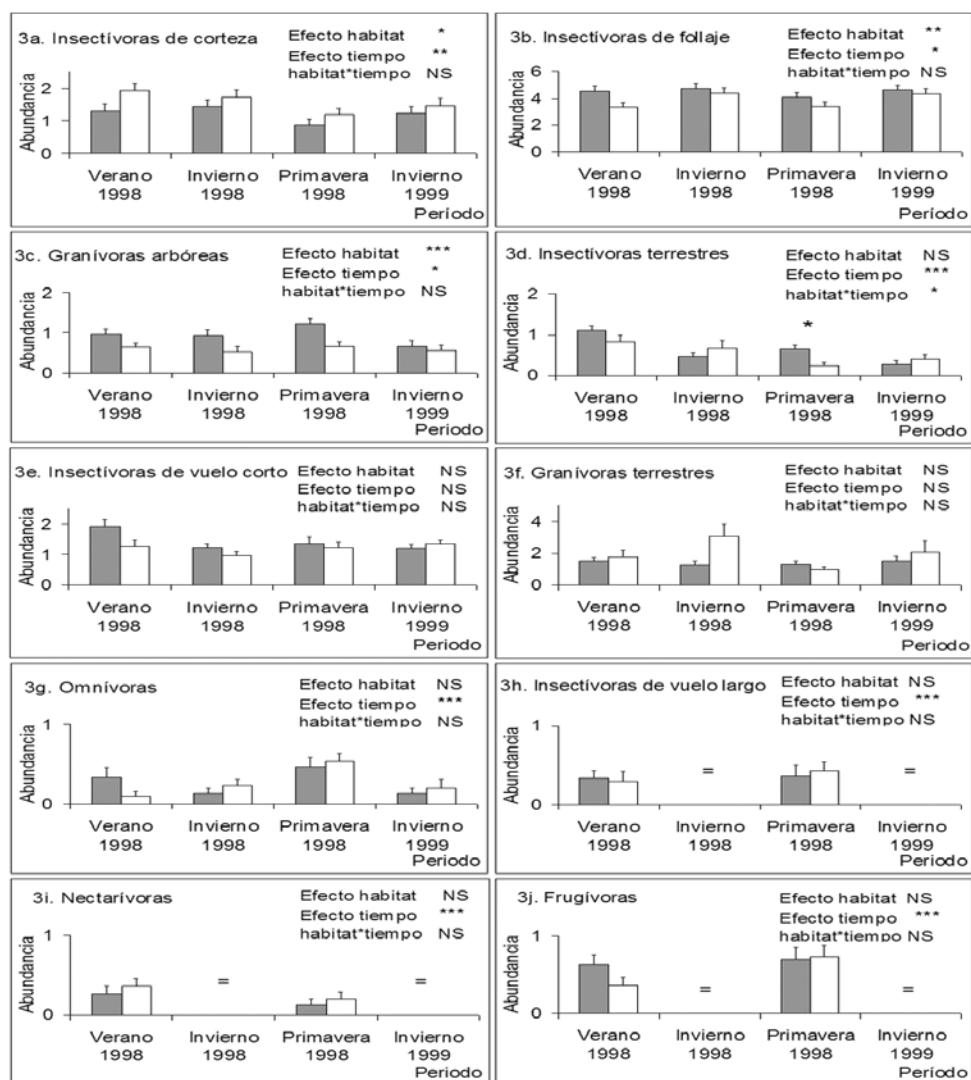 3a. Insectívoras de corteza
Efecto habitat *
Efecto tiempo **
habitat*tiempo NS
Abundancia
2
1
0
Verano 1998
Invierno 1998
Primavera 1998
Invierno 1999
Período
3b. Insectívoras de follaje
Efecto habitat **
Efecto tiempo *
habitat*tiempo NS
Abundancia
6
4
2
0
Verano 1998
Invierno 1998
Primavera 1998
Invierno 1999
Período
3c. Granívoras arbóreas
Efecto habitat ***
Efecto tiempo *
habitat*tiempo NS
Abundancia
2
1
0
Verano 1998
Invierno 1998
Primavera 1998
Invierno 1999
Periodo
3d. Insectívoras terrestres
Efecto habitat NS
Efecto tiempo ***
habitat*tiempo *
Abundancia
2
1
0
*
Verano 1998
Invierno 1998
Primavera 1998
Invierno 1999
Periodo
3e. Insectívoras de vuelo corto
Efecto habitat NS
Efecto tiempo NS
habitat*tiempo NS
Abundancia
2
1
0
Verano 1998
Invierno 1998
Primavera 1998
Invierno 1999
Periodo
3f. Granívoras terrestres
Efecto habitat NS
Efecto tiempo NS
habitat*tiempo NS
Abundancia
4
2
0
Verano 1998
Invierno 1998
Primavera 1998
Invierno 1999
Periodo
3g. Omnívoras
Efecto habitat NS
Efecto tiempo ***
habitat*tiempo NS
Abundancia
1
0
Verano 1998
Invierno 1998
Primavera 1998
Invierno 1999
Periodo
3h. Insectívoras de vuelo largo
Efecto habitat NS
Efecto tiempo ***
habitat*tiempo NS
Abundancia
1
0
=
=
Verano 1998
Invierno 1998
Primavera 1998
Invierno 1999
Periodo
3i. Nectarívoras
Efecto habitat NS
Efecto tiempo ***
habitat*tiempo NS
Abundancia
1
0
=
=
Verano 1998
Invierno 1998
Primavera 1998
Invierno 1999
Período
3j. Frugívoras
Efecto habitat NS
Efecto tiempo ***
habitat*tiempo NS
Abundancia
1
0
=
=
Verano 1998
Invierno 1998
Primavera 1998
Invierno 1999
Período